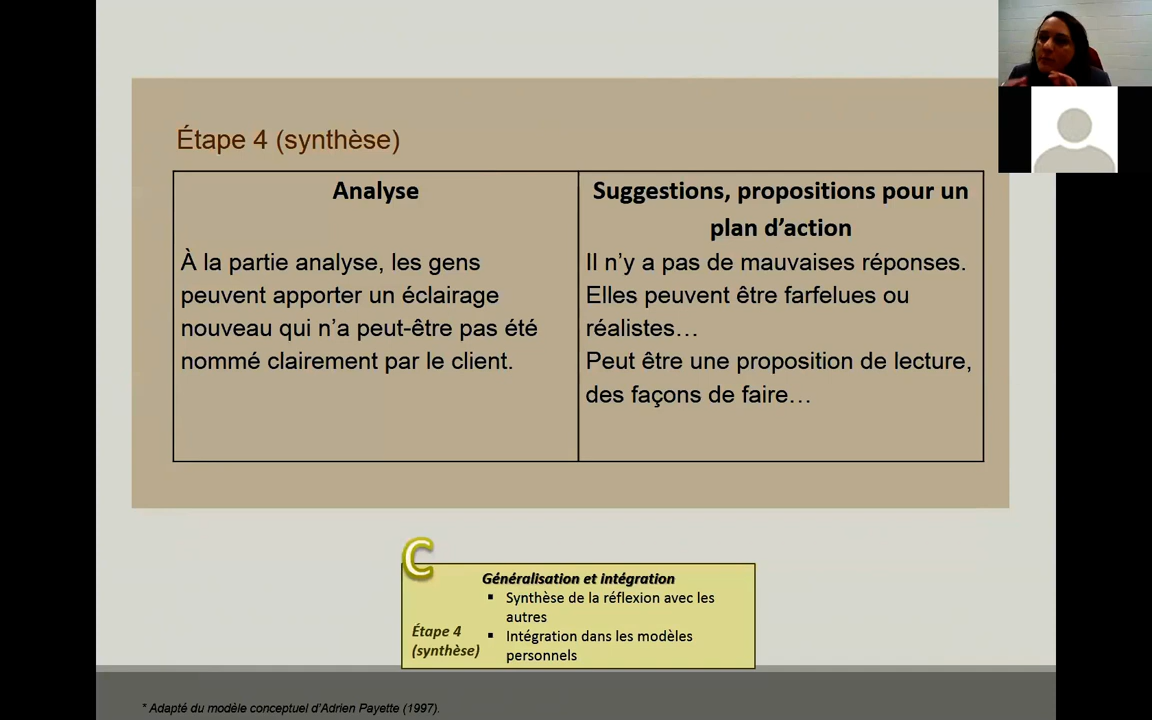 Étape 4 (synthèse)
Analyse
À la partie analyse, les gens
peuvent apporter un éclairage
nouveau qui n’a peut-être pas été
nommé clairement par le client.
Suggestions, propositions pour un
plan d’action
Il n’y a pas de mauvaises réponses.
Elles peuvent être farfelues ou
réalistes…
Peut être une proposition de lecture,
des façons de faire…
C
Généralisation et intégration
▪ Synthèse de la réflexion avec les
autres
▪ Intégration dans les modèles
personnels
Étape 4
(synthèse)
* Adapté du modèle conceptuel d’Adrien Payette (1997).